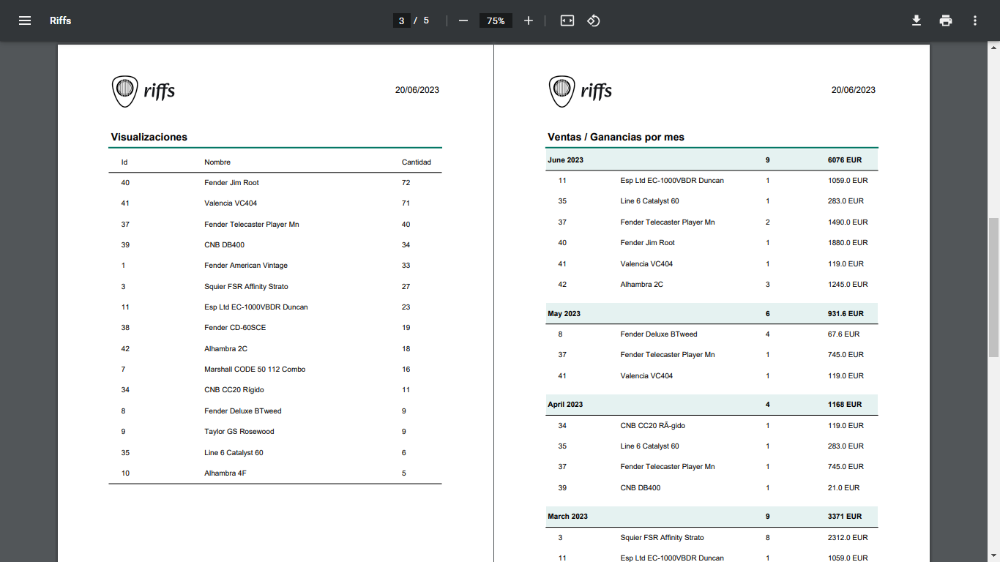 Riffs
3 / 5
75%
riffs
20/06/2023
Visualizaciones
Id Nombre Cantidad
40 Fender Jim Root 72
41 Valencia VC404 71
37 Fender Telecaster Player Mn 40
39 CNB DB400 34
1 Fender American Vintage 33
3 Squier FSR Affinity Strato 27
11 Esp Ltd EC-1000VBDR Duncan 23
38 Fender CD-60SCE 19
42 Alhambra 2C 18
7 Marshall CODE 50 112 Combo 16
34 CNB CC20 Rígido 11
8 Fender Deluxe BTweed 9
9 Taylor GS Rosewood 9
35 Line 6 Catalyst 60 6
10 Alhambra 4F 5
riffs
20/06/2023
Ventas / Ganancias por mes
June 2023 9 6076 EUR
11 Esp Ltd EC-1000VBDR Duncan 1 1059.0 EUR
35 Line 6 Catalyst 60 1 283.0 EUR
37 Fender Telecaster Player Mn 2 1490.0 EUR
40 Fender Jim Root 1 1880.0 EUR
41 Valencia VC404 1 119.0 EUR
42 Alhambra 2C 3 1245.0 EUR
May 2023 6 931.6 EUR
8 Fender Deluxe BTweed 4 67.6 EUR
37 Fender Telecaster Player Mn 1 745.0 EUR
41 Valencia VC404 1 119.0 EUR
April 2023 4 1168 EUR
34 CNB CC20 RÃ-gido 1 119.0 EUR
35 Line 6 Catalyst 60 1 283.0 EUR
37 Fender Telecaster Player Mn 1 745.0 EUR
39 CNB DB400 1 21.0 EUR
March 2023 9 3371 EUR
3 Squier FSR Affinity Strato 8 2312.0 EUR
11 Esp Ltd EC-1000VBDR Duncan 1 1059.0 EUR